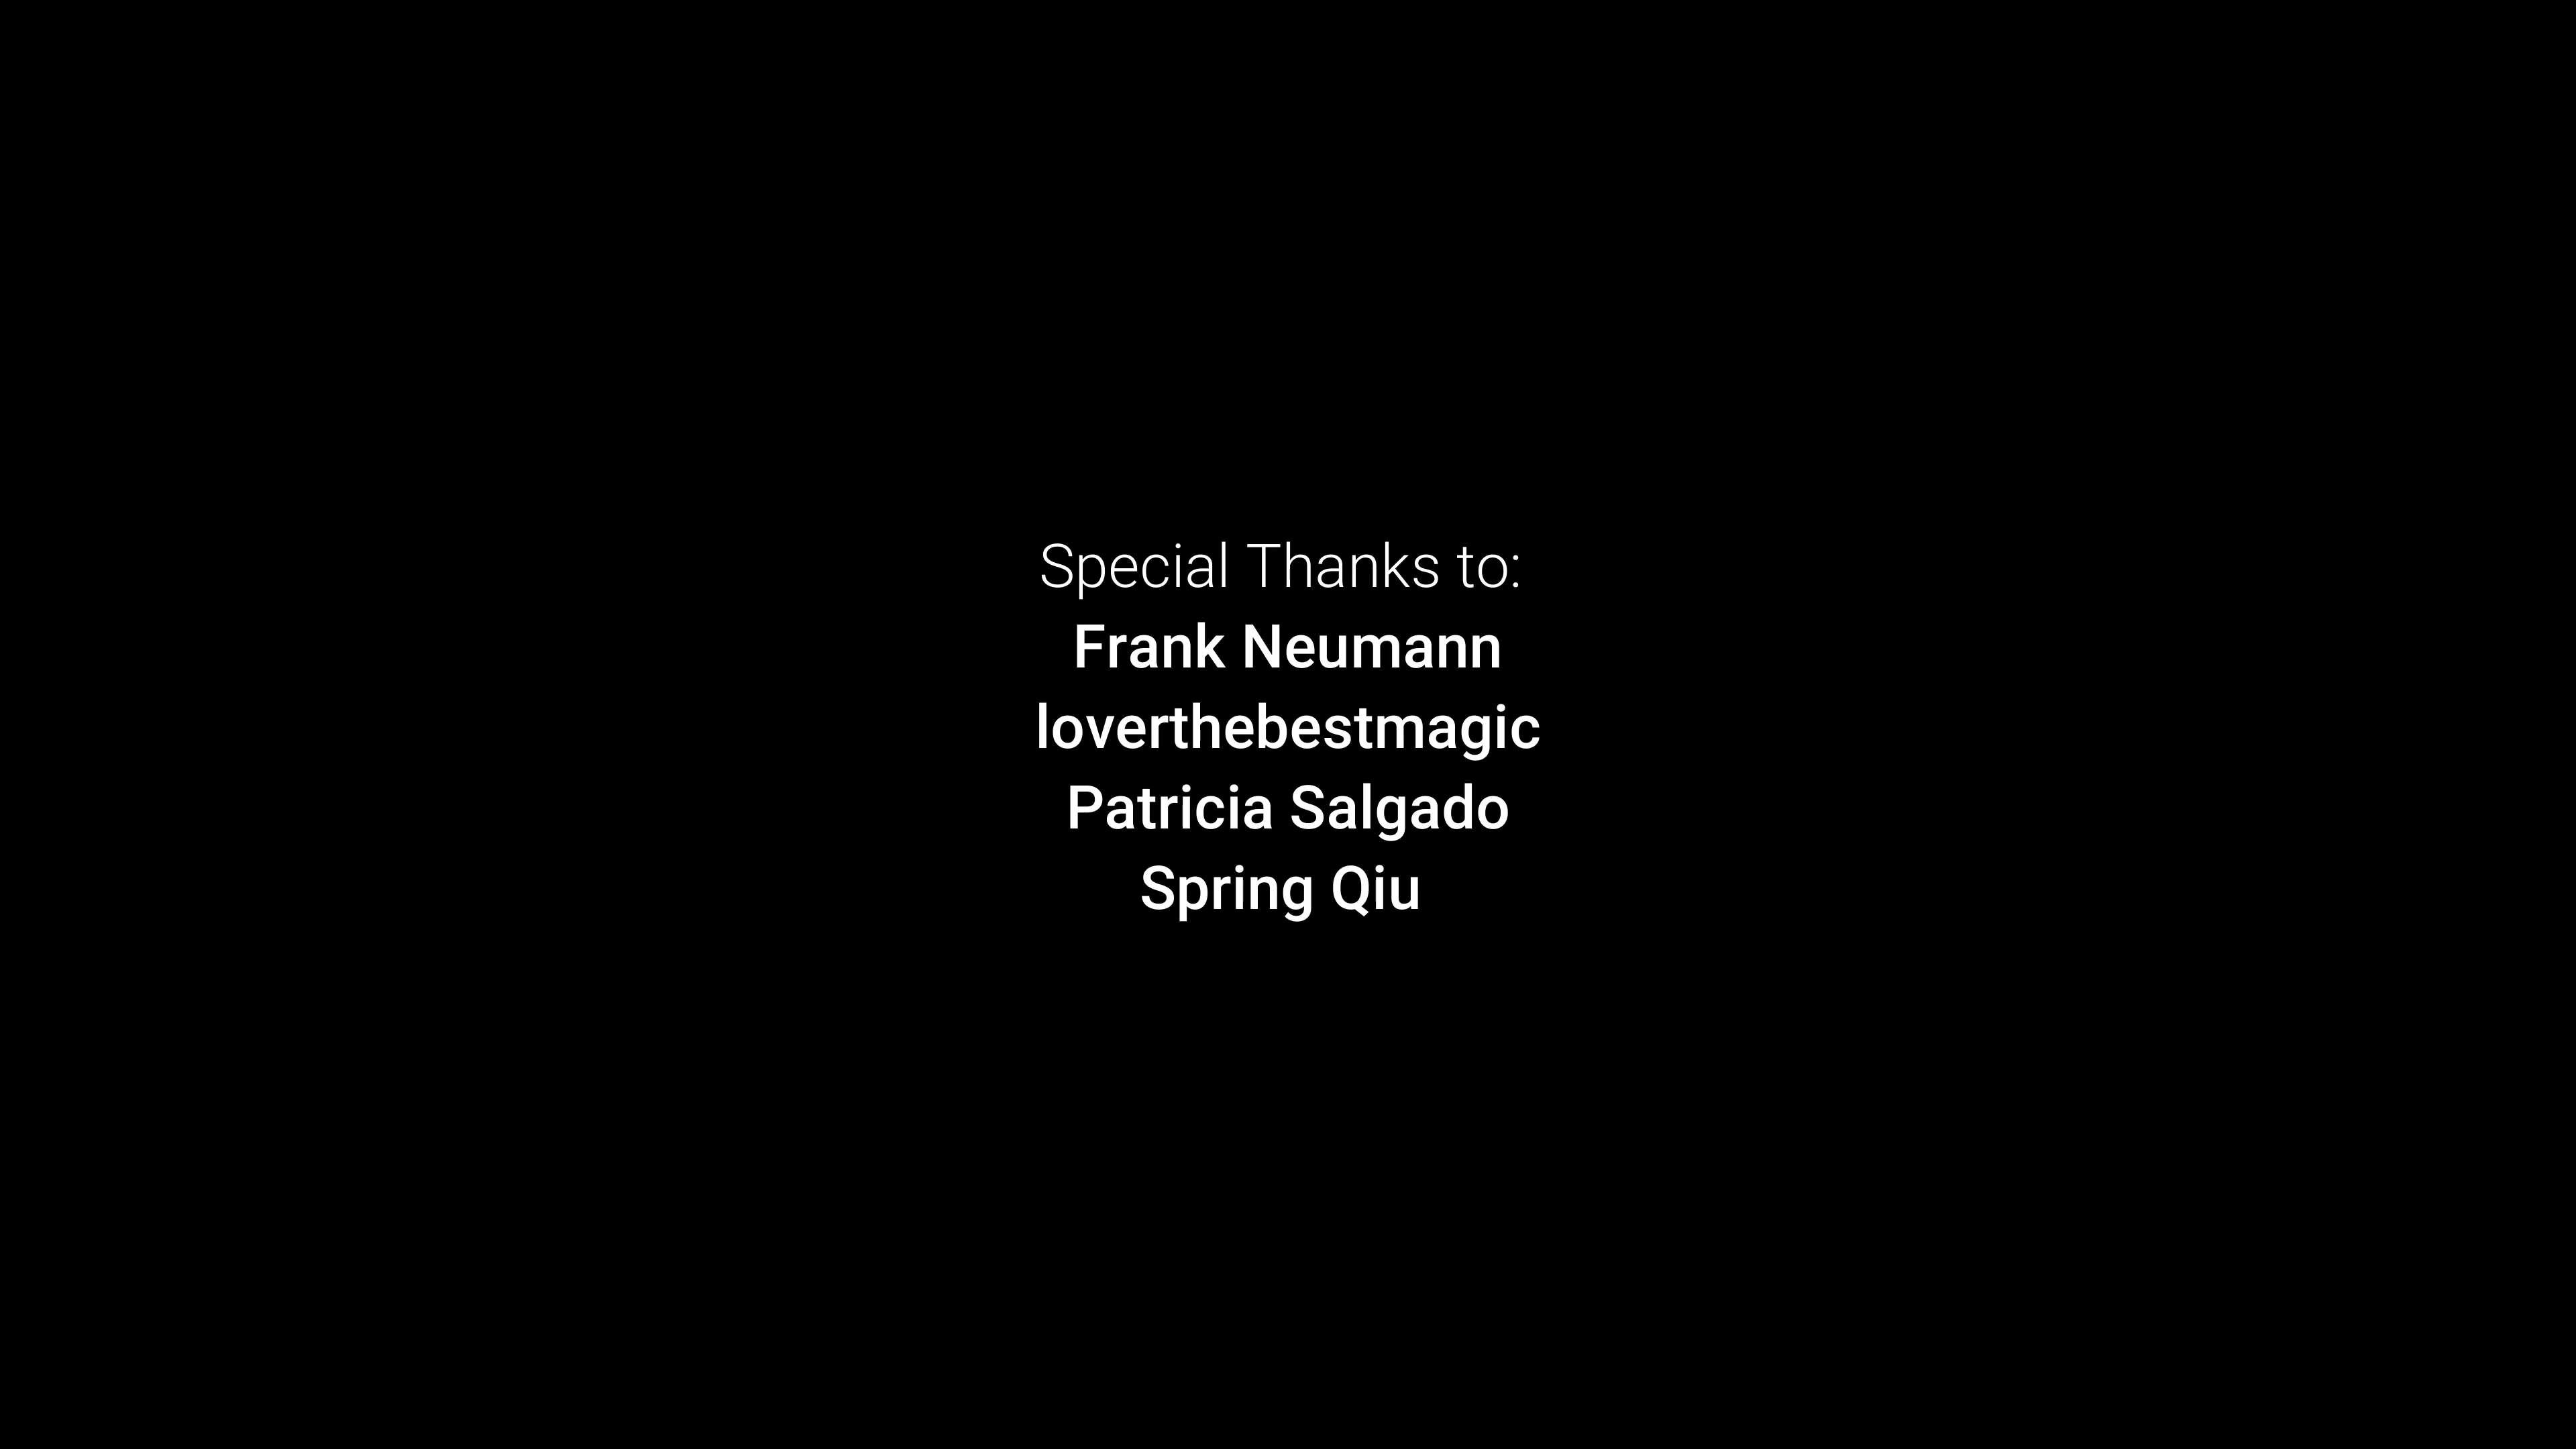 Special Thanks to:
Frank Neumann
loverthebestmagic
Patricia Salgado
Spring Qiu